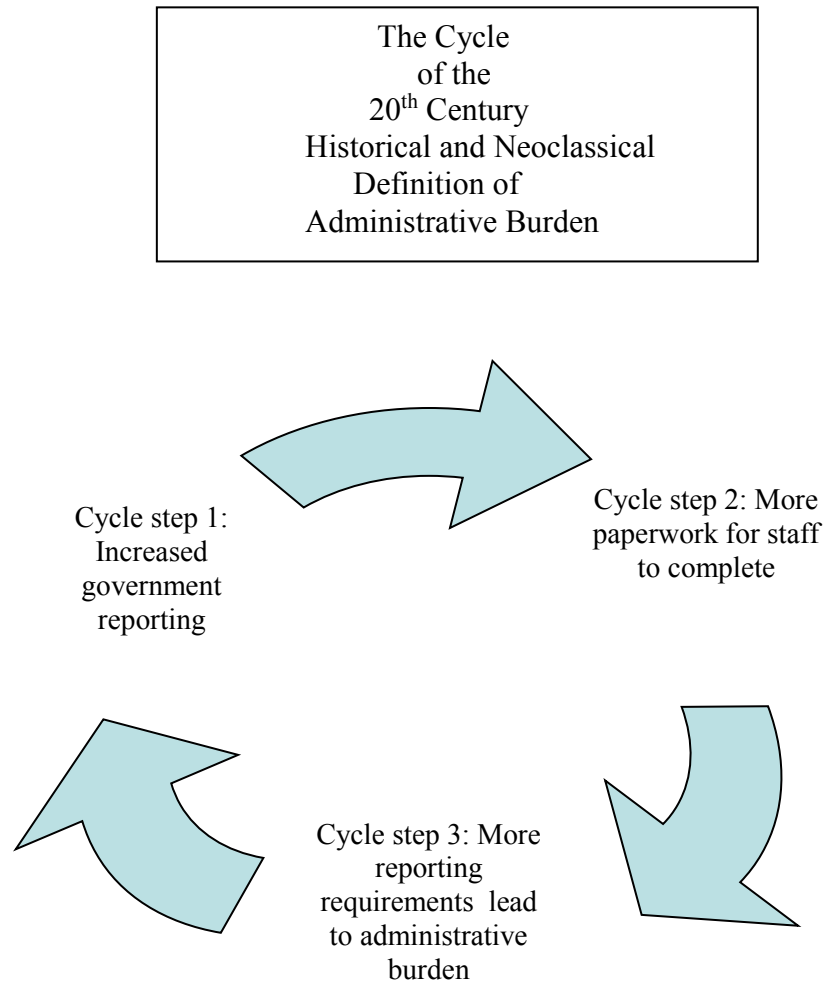 The Cycle
of the
20th Century
Historical and Neoclassical
Definition of
Administrative Burden
Cycle step 1:
Increased
government
reporting
Cycle step 2: More
paperwork for staff
to complete
Cycle step 3: More
reporting
requirements lead
to administrative
burden